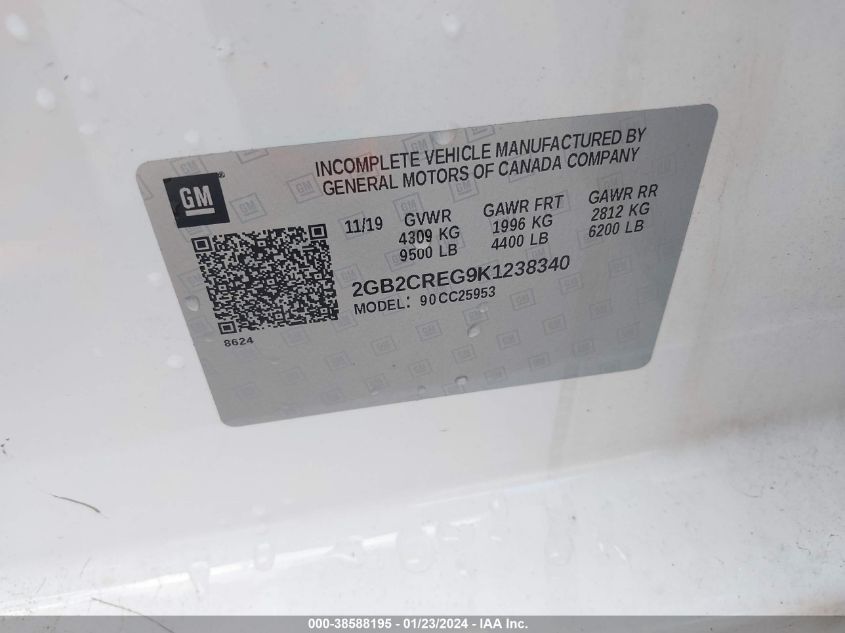 INCOMPLETE VEHICLE MANUFACTURED BY
GENERAL MOTORS OF CANADA COMPANY
GM
11/19 GVWR GAWR FRT GAWR RR
4309 KG 1996 KG 2812 KG
9500 LB 4400 LB 6200 LB
2GB2CREG9K1238340
MODEL: 90CC25953
8624
000-38588195 - 01/23/2024 - IAA Inc.